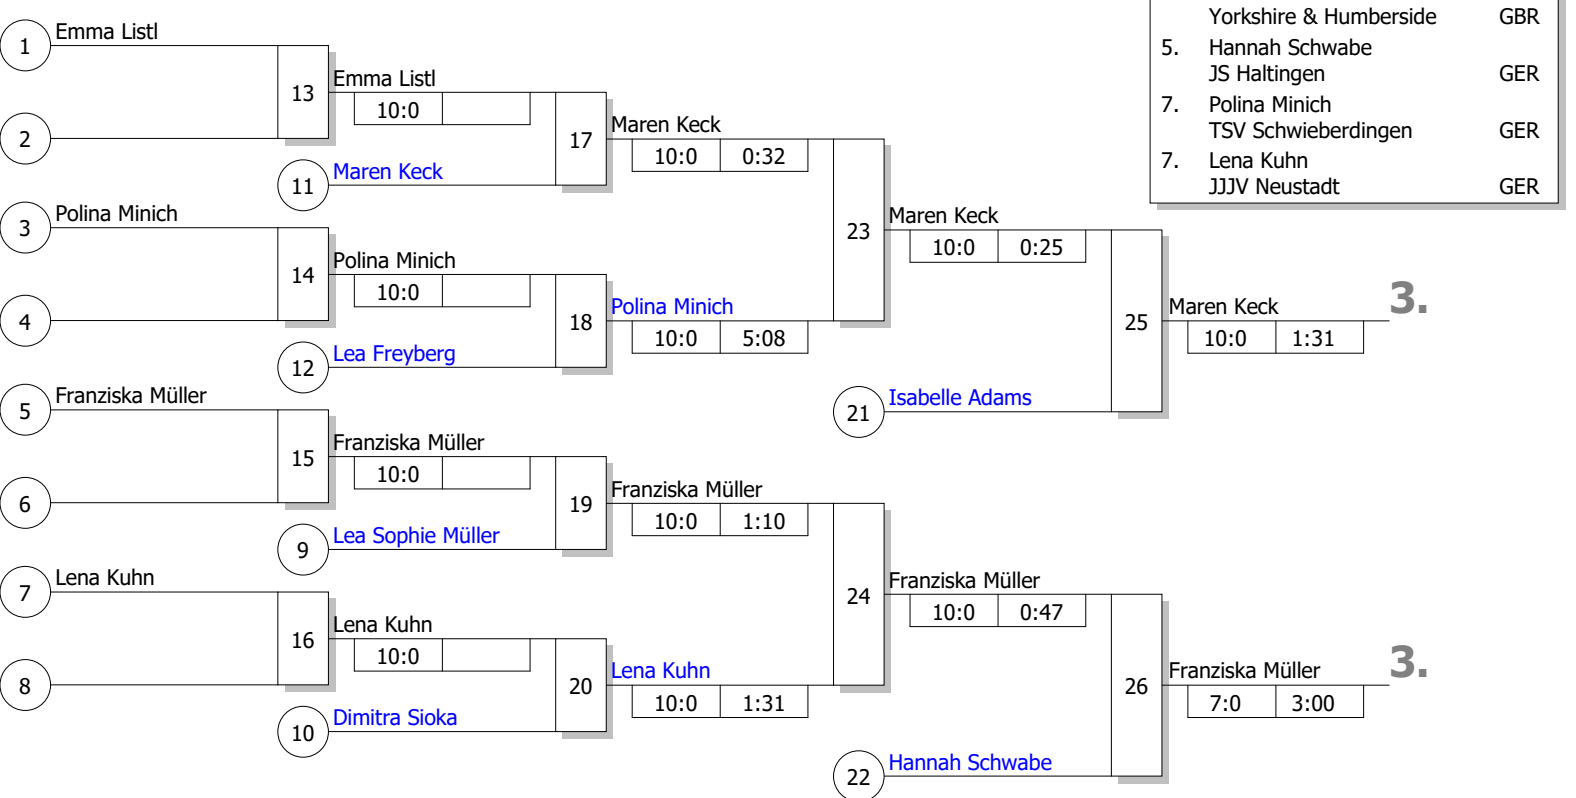 Yorkshire & Humberside GBR
5. Hannah Schwabe
JS Haltingen GER
7. Polina Minich
TSV Schwieberdingen GER
7. Lena Kuhn
JJJV Neustadt GER
1 Emma Listl
13 Emma Listl
10:0
2
17 Maren Keck
10:0 0:32
11 Maren Keck
3 Polina Minich
23 Maren Keck
10:0 0:25
14 Polina Minich
10:0
4
18 Polina Minich
10:0 5:08
12 Lea Freyberg
25 Maren Keck 3.
10:0 1:31
21 Isabelle Adams
5 Franziska Müller
15 Franziska Müller
10:0
6
19 Franziska Müller
10:0 1:10
9 Lea Sophie Müller
7 Lena Kuhn
24 Franziska Müller
10:0 0:47
16 Lena Kuhn
10:0
8
20 Lena Kuhn
10:0 1:31
10 Dimitra Sioka
26 Franziska Müller 3.
7:0 3:00
22 Hannah Schwabe